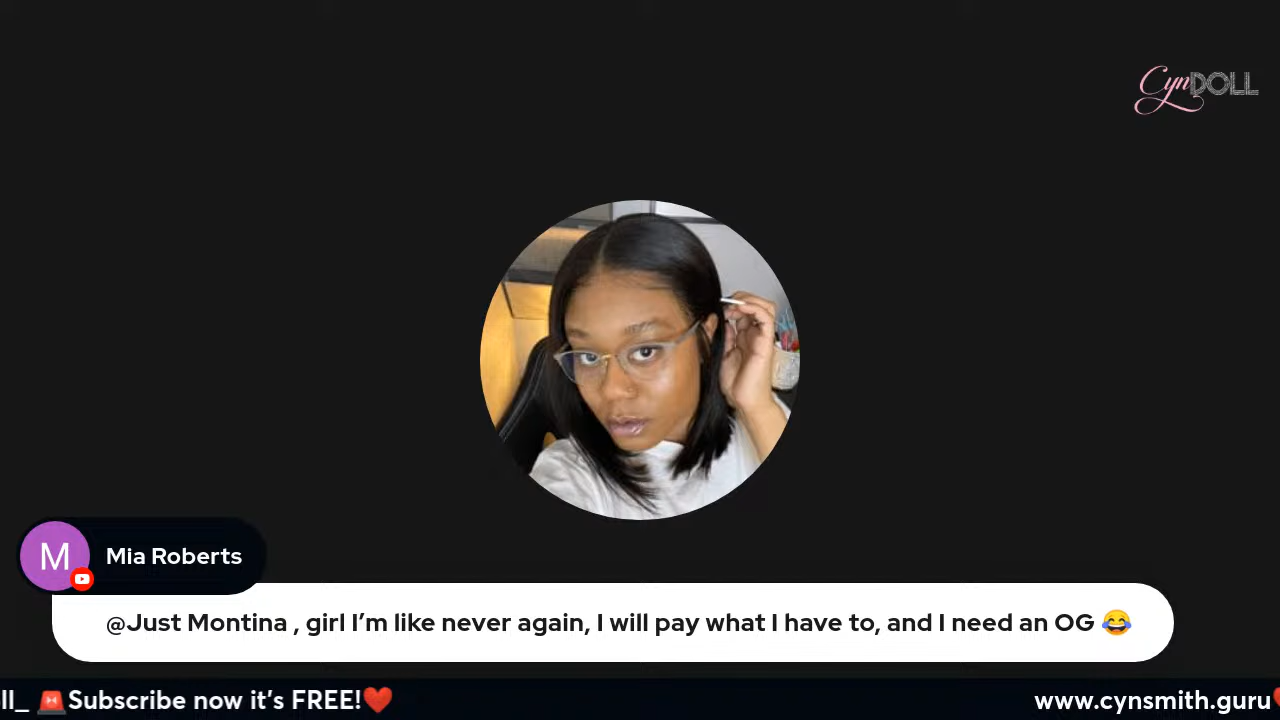 CynDOLL
M
Mia Roberts
@Just Montina , girl I’m like never again, I will pay what I have to, and I need an OG 😂
ll_ 🚨Subscribe now it's FREE!❤️
www.cynsmith.guru